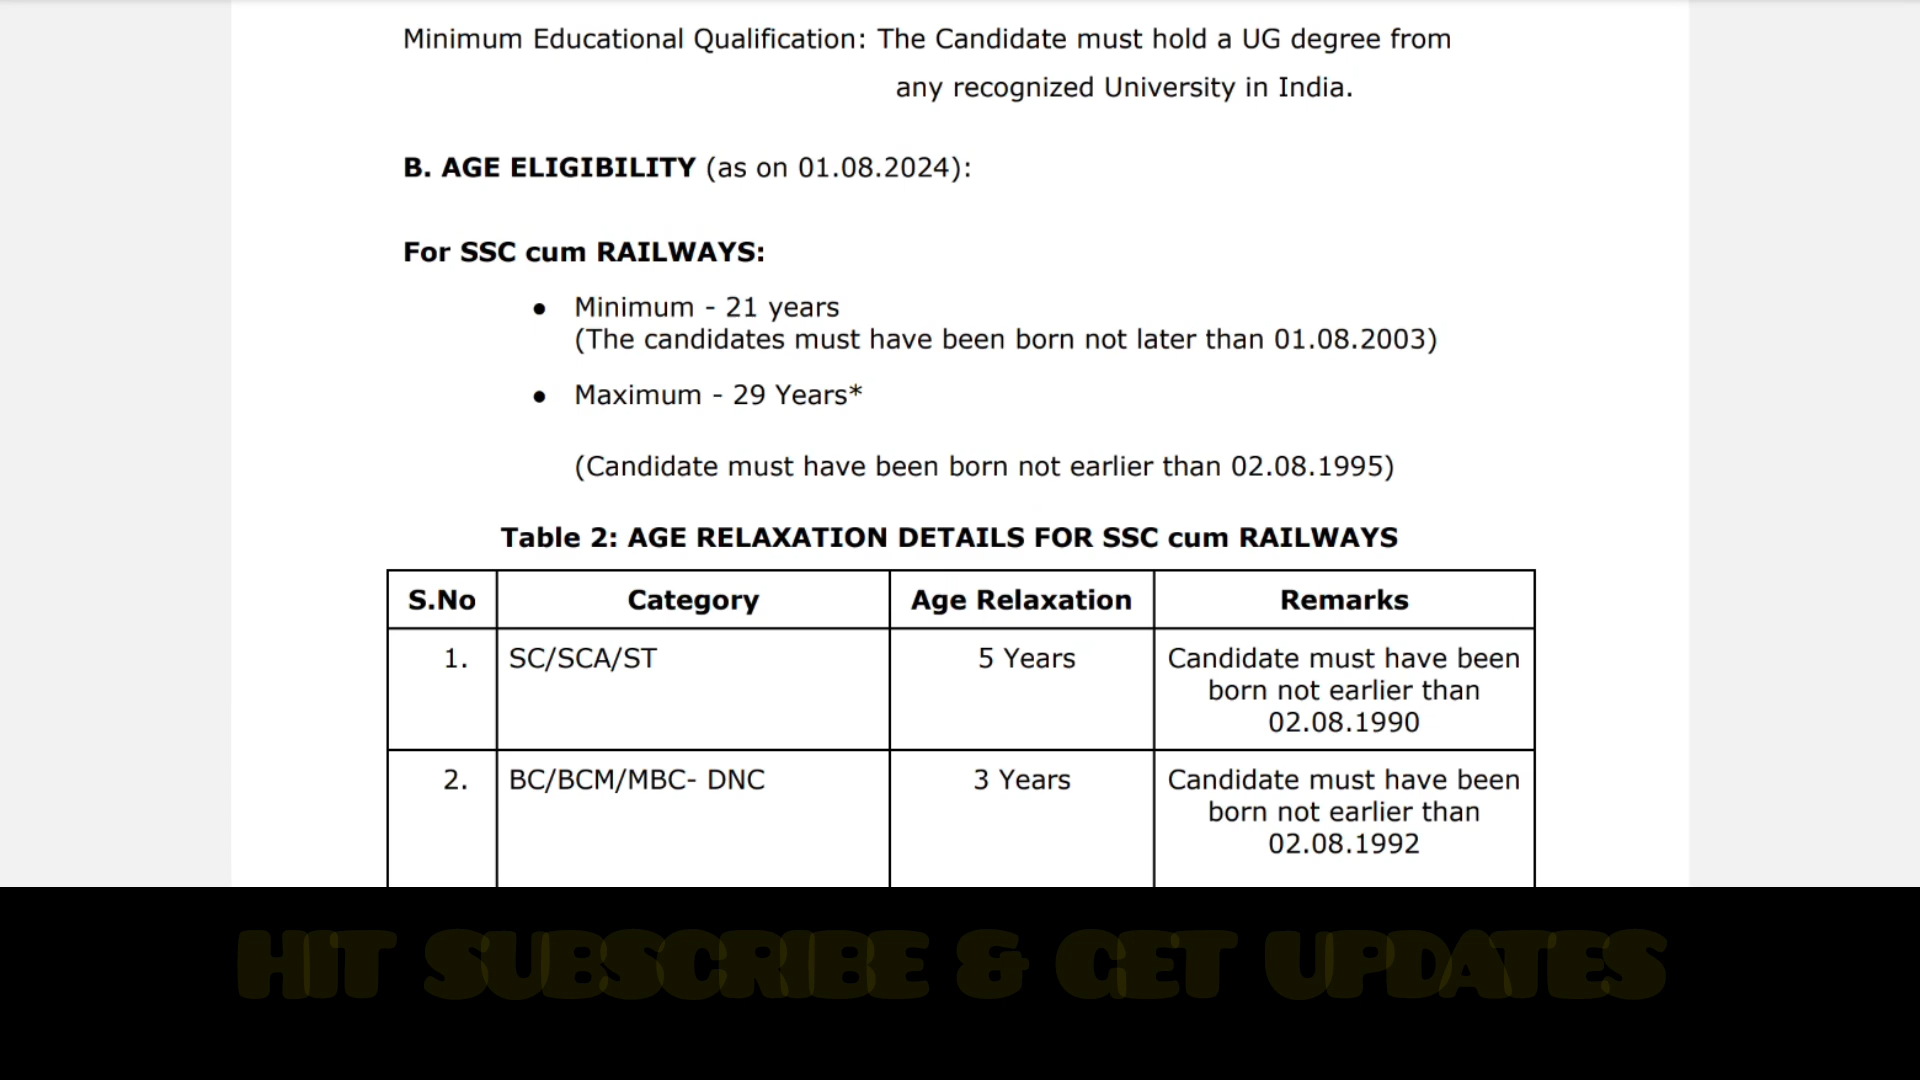 Minimum Educational Qualification: The Candidate must hold a UG degree from
any recognized University in India.
B. AGE ELIGIBILITY (as on 01.08.2024):
For SSC cum RAILWAYS:
● Minimum - 21 years
(The candidates must have been born not later than 01.08.2003)
● Maximum - 29 Years*
(Candidate must have been born not earlier than 02.08.1995)
Table 2: AGE RELAXATION DETAILS FOR SSC cum RAILWAYS
S.No Category Age Relaxation Remarks
1. SC/SCA/ST 5 Years Candidate must have been
born not earlier than
02.08.1990
2. BC/BCM/MBC- DNC 3 Years Candidate must have been
born not earlier than
02.08.1992
HIT SUBSCRIBE & GET UPDATES